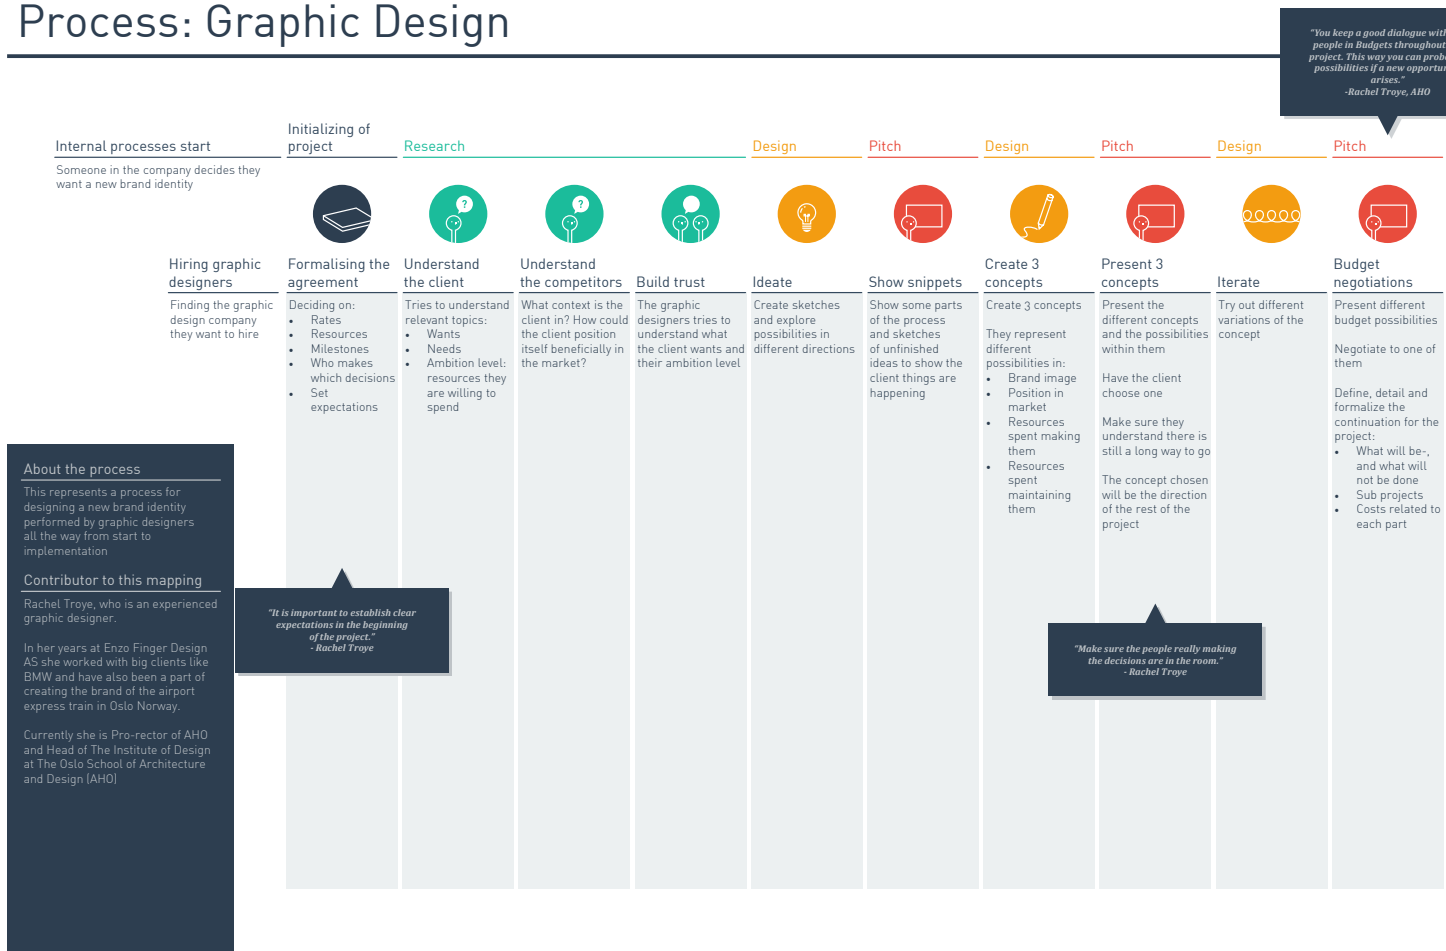 Process: Graphic Design
"You keep a good dialogue with
people in Budgets throughout
project. This way you can probe
possibilities if a new
arises."
-Rachel Troye, AHO
Internal processes start
Someone in the company decides they
want a new brand identity
Initializing of
project
Research
Design
Pitch
Design
Pitch
Design
Pitch
?
?
Hiring graphic
designers
Finding the graphic
design company
they want to hire
Formalising the
agreement
Deciding on:
• Rates
• Resources
• Milestones
• Who makes
which decisions
• Set
expectations
Understand
the client
Tries to understand
relevant topics:
• Wants
• Needs
• Ambition level:
resources they
are willing to
spend
Understand
the competitors
What context is the
client in? How could
the client position
itself beneficially in
the market?
Build trust
The graphic
designers tries to
understand what
the client wants and
their ambition level
Ideate
Create sketches
and explore
possibilities in
different directions
Show snippets
Show some parts
of the process
and sketches
of unfinished
ideas to show the
client things are
happening
Create 3
concepts
Create 3 concepts
They represent
different
possibilities in:
• Brand image
• Position in
market
• Resources
spent making
them
• Resources
spent
maintaining
them
Present 3
concepts
Present the
different concepts
and the possibilities
within them
Have the client
choose one
Make sure they
understand there is
still a long way to go
The concept chosen
will be the direction
of the rest of the
project
Iterate
Try out different
variations of the
concept
Budget
negotiations
Present different
budget possibilities
Negotiate to one of
them
Define, detail and
formalize the
continuation for the
project:
• What will be-,
and what will
not be done
• Sub projects
• Costs related to
each part
About the process
This represents a process for
designing a new brand identity
performed by graphic designers
all the way from start to
implementation
Contributor to this mapping
Rachel Troye, who is an experienced
graphic designer.
In her years at Enzo Finger Design
AS she worked with big clients like
BMW and have also been a part of
creating the brand of the airport
express train in Oslo Norway.
Currently she is Pro-rector of AHO
and Head of The Institute of Design
at The Oslo School of Architecture
and Design (AHO)
"It is important to establish clear
expectations in the beginning
of the project."
- Rachel Troye
"Make sure the people really making
the decisions are in the room."
- Rachel Troye